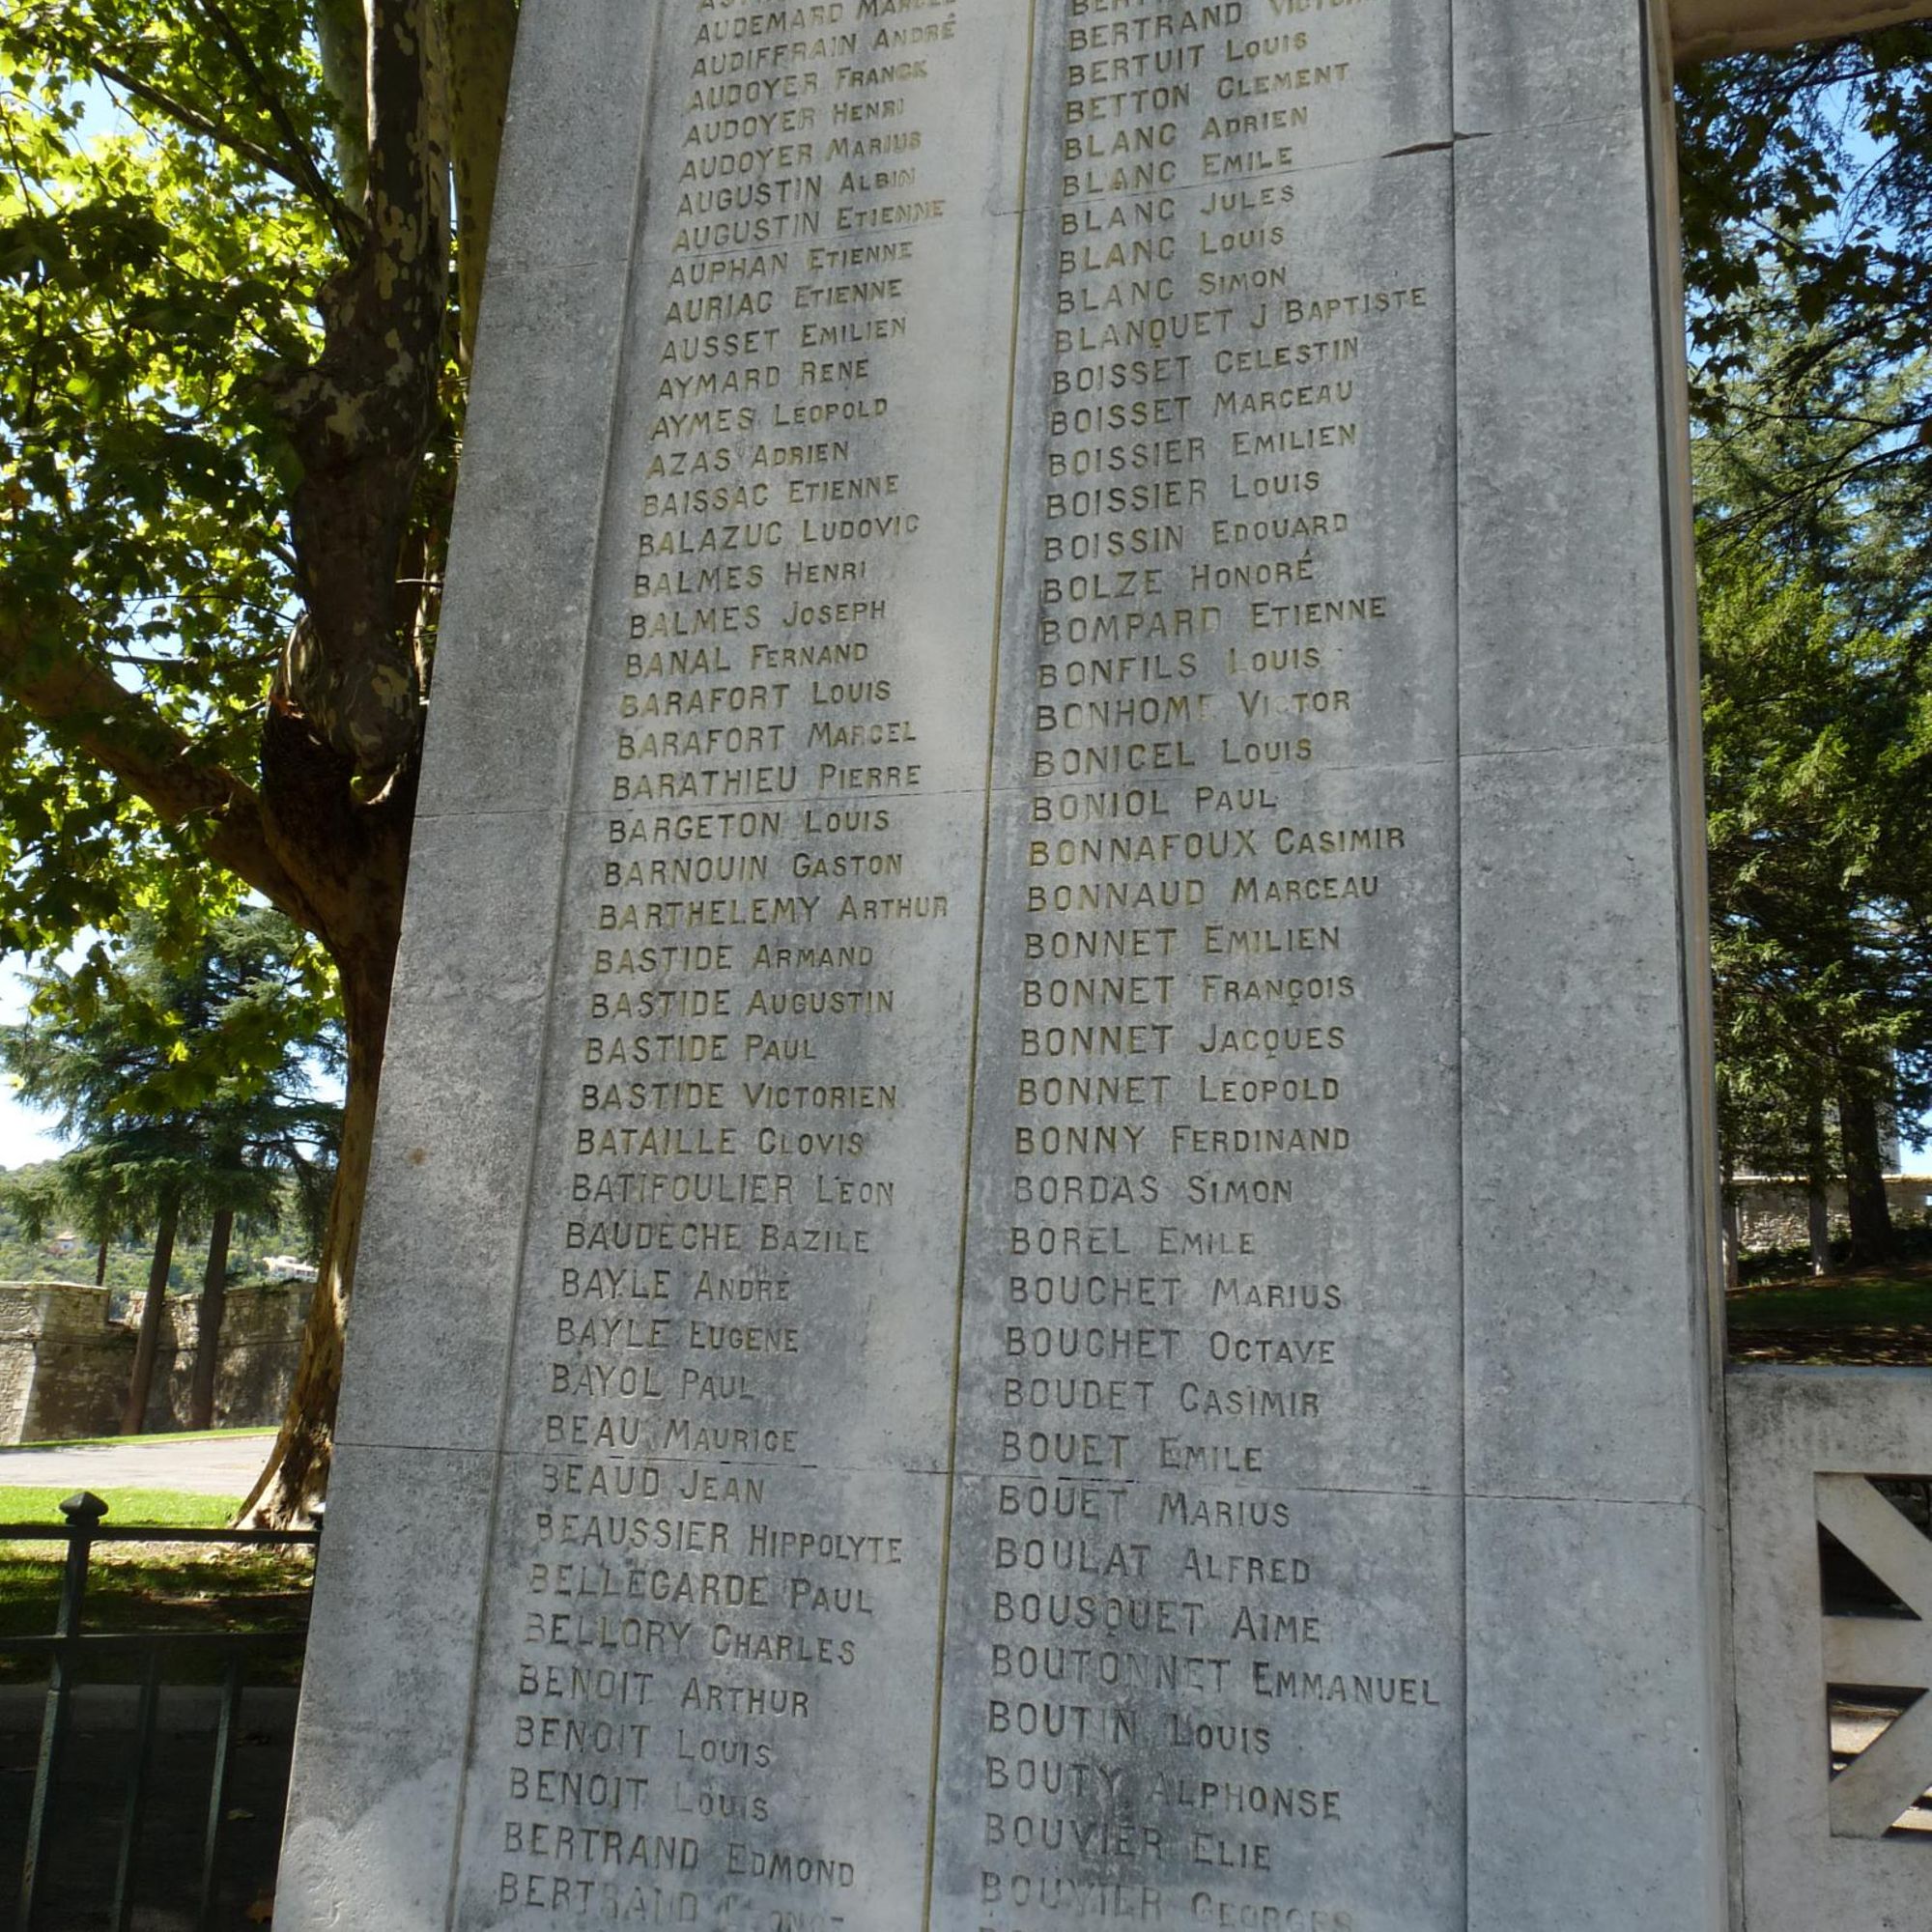 AUDEMARD MARCEL
AUDIFFRAIN ANDRÉ
AUDOYER FRANCK
AUDOYER HENRI
AUDOYER MARIUS
AUGUSTIN ALBIN
AUGUSTIN ETIENNE
AUPHAN ETIENNE
AURIAC ETIENNE
AUSSET EMILIEN
AYMARD RENE
AYMES LÉOPOLD
AZAS ADRIEN
BAISSAC ETIENNE
BALAZUC LUDOVIC
BALMES HENRI
BALMES JOSEPH
BANAL FERNAND
BARAFORT LOUIS
BARAFORT MARCEL
BARATHIEU PIERRE
BARGETON LOUIS
BARNOUIN GASTON
BARTHELEMY ARTHUR
BASTIDE ARMAND
BASTIDE AUGUSTIN
BASTIDE PAUL
BASTIDE VICTORIEN
BATAILLE CLOVIS
BATIFOULIER LÉON
BAUDECHE BAZILE
BAYLE ANDRÉ
BAYLE EUGENE
BAYOL PAUL
BEAU MAURICE
BEAUD JEAN
BEAUSSIER HIPPOLYTE
BELLEGARDE PAUL
BELLORY CHARLES
BENOIT ARTHUR
BENOIT LOUIS
BENOIT LOUIS
BERTRAND EDMOND
BERTRAND
BERTRAND
BERTUIT LOUIS
BETTON CLEMENT
BLANC ADRIEN
BLANC EMILE
BLANC JULES
BLANC LOUIS
BLANC SIMON
BLANQUET J BAPTISTE
BOISSET CELESTIN
BOISSET MARCEAU
BOISSIER EMILIEN
BOISSIER LOUIS
BOISSIN EDOUARD
BOLZE HONORÉ
BOMPARD ETIENNE
BONFILS LOUIS
BONHOME VICTOR
BONICEL LOUIS
BONIOL PAUL
BONNAFOUX CASIMIR
BONNAUD MARCEAU
BONNET EMILIEN
BONNET FRANÇOIS
BONNET JACQUES
BONNET LEOPOLD
BONNY FERDINAND
BORDAS SIMON
BOREL EMILE
BOUCHET MARIUS
BOUCHET OCTAVE
BOUDET CASIMIR
BOUET EMILE
BOUET MARIUS
BOULAT ALFRED
BOUSQUET AIME
BOUTONNET EMMANUEL
BOUTIN LOUIS
BOUTY ALPHONSE
BOUVIER ELIE
BOUVIER GEORGES